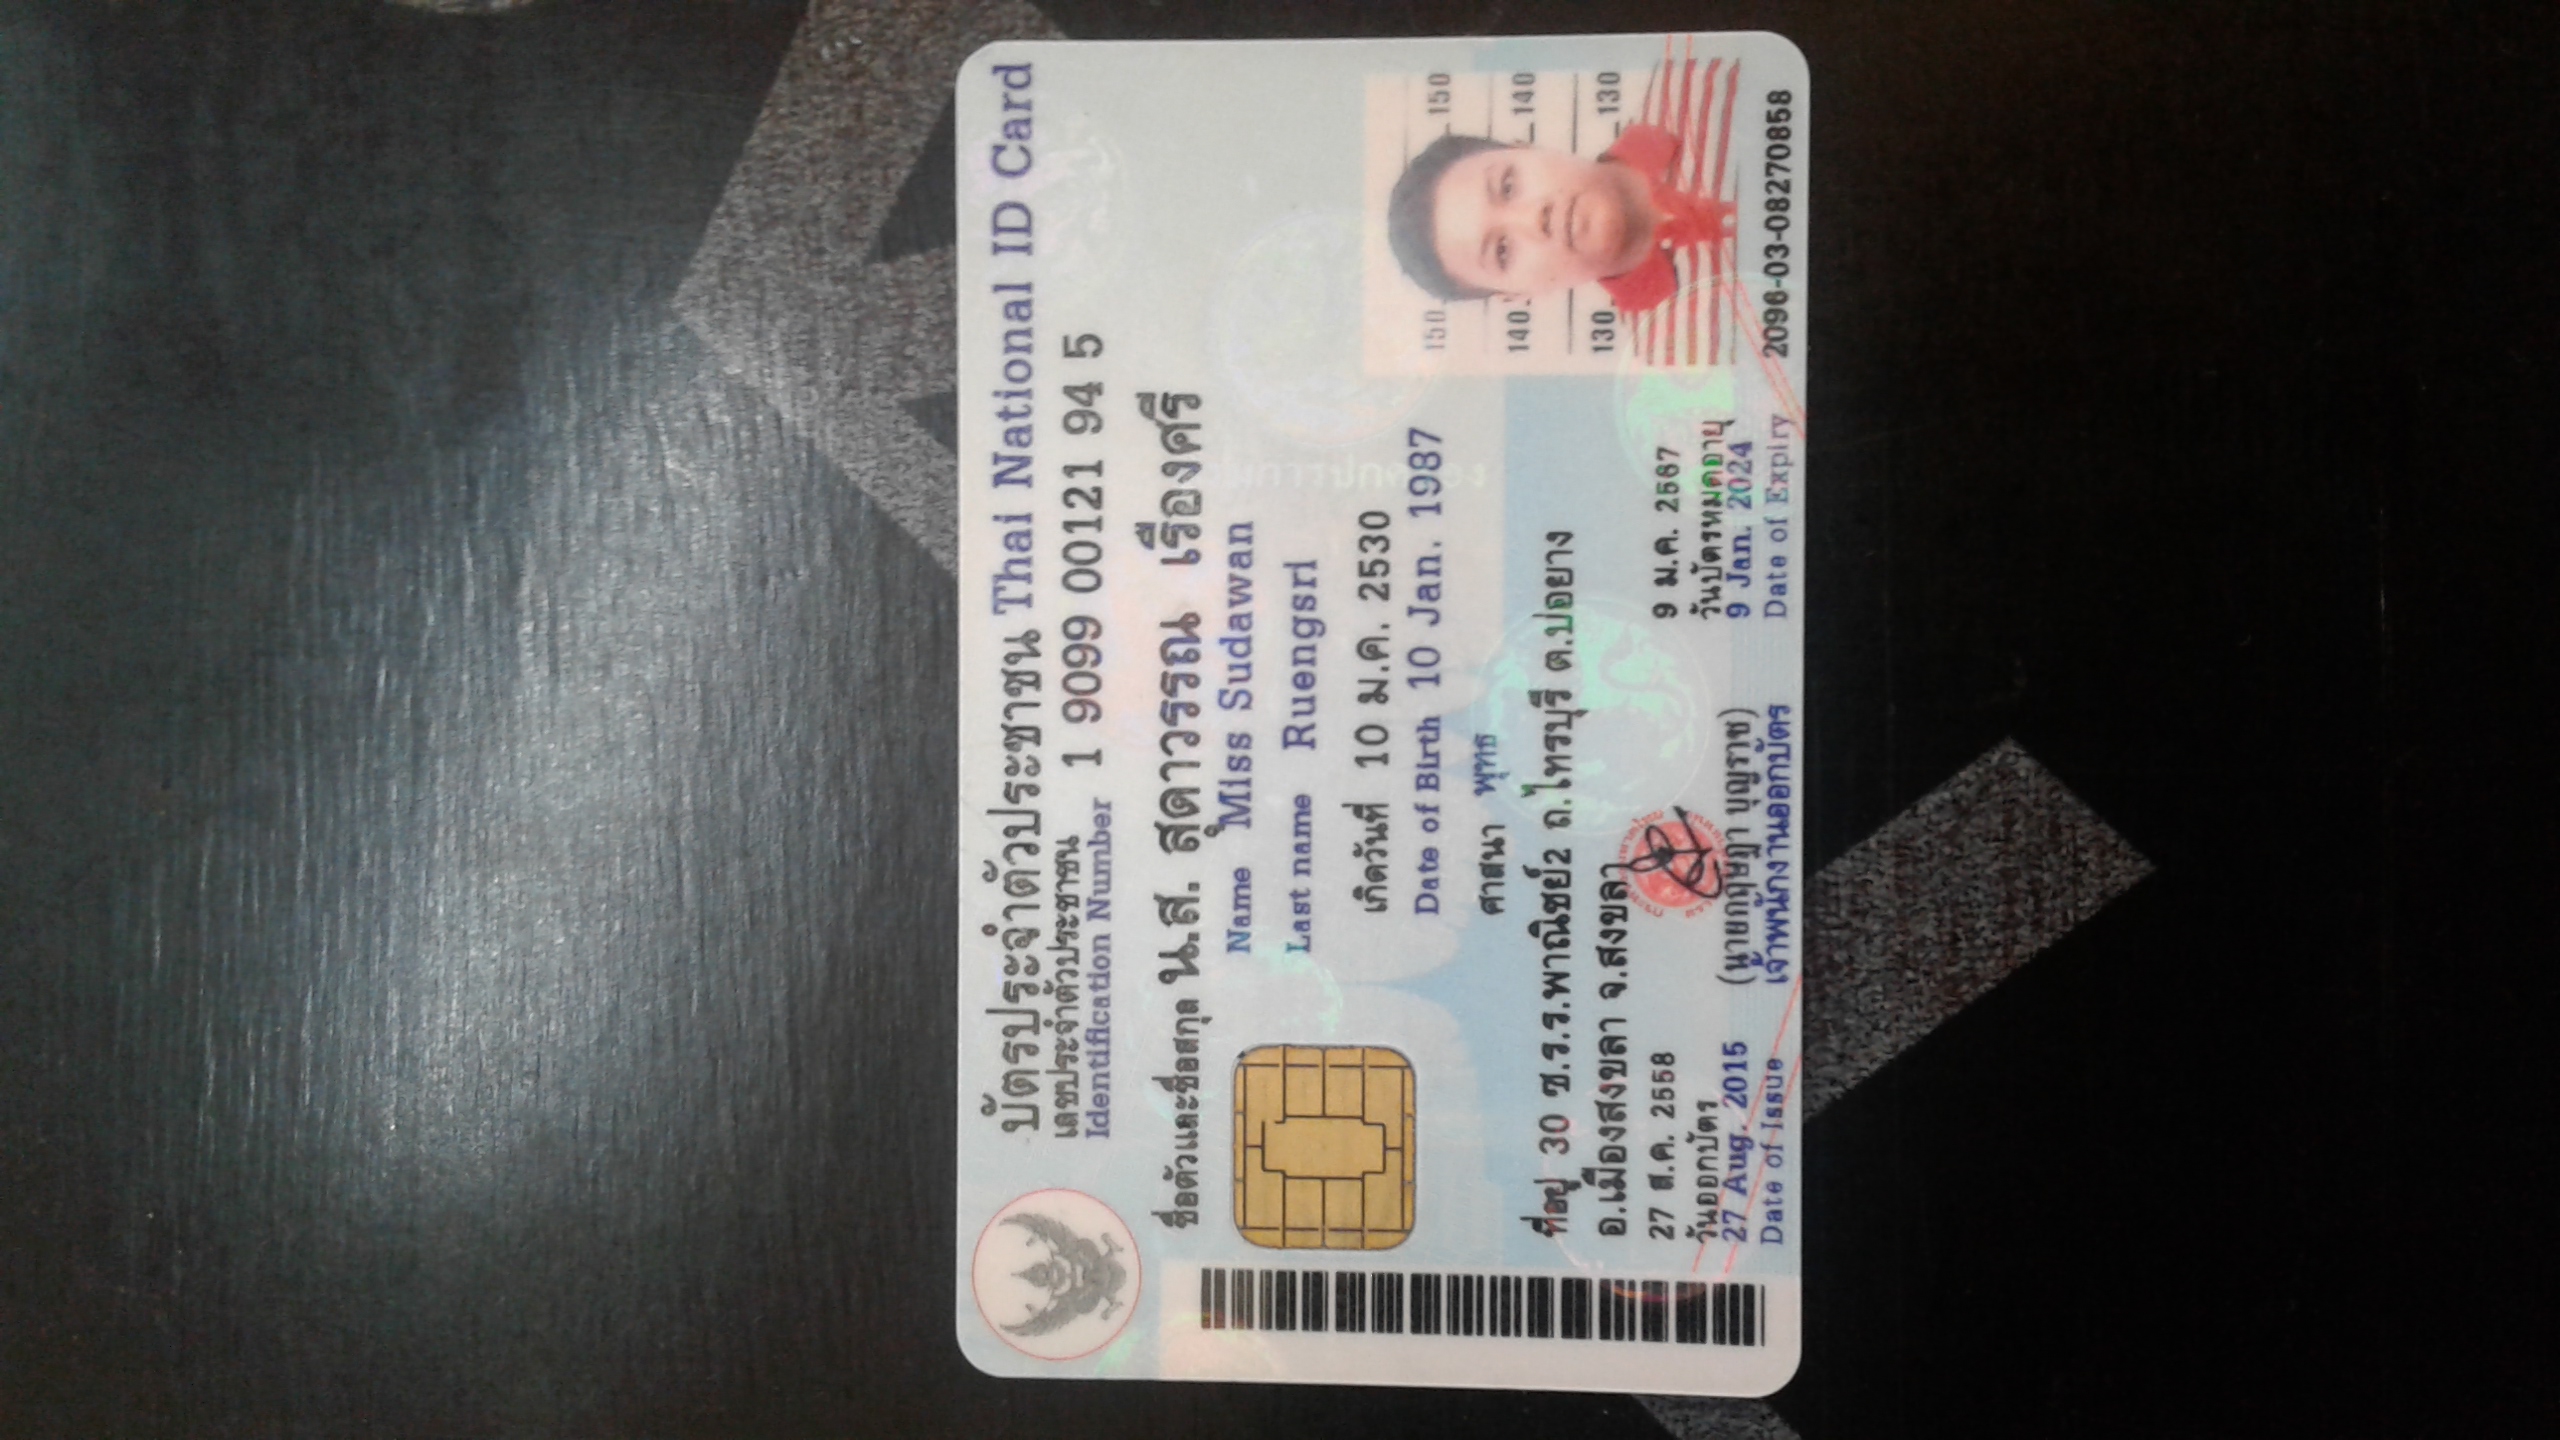 บัตรประจำตัวประชาชน Thai National ID Card
เลขประจำตัวประชาชน
Identification Number 1 9099 00121 94 5
ชื่อตัวและชื่อสกุล น.ส. สุดาวรรณ เรืองศรี
Name Miss Sudawan
Last name Ruengsri
เกิดวันที่ 10 ม.ค. 2530
Date of Birth 10 Jan. 1987
ศาสนา พุทธ
ที่อยู่ 30 ซ.ร.ร.พาณิชย์2 ถ.ไทรบุรี ต.บ่อยาง
อ.เมืองสงขลา จ.สงขลา
150 150
140 140
130 130
27 ส.ค. 2558
วันออกบัตร
27 Aug. 2015
Date of Issue
(นายกฤษฎา บุญราช)
เจ้าพนักงานออกบัตร
9 ม.ค. 2567
วันบัตรหมดอายุ
9 Jan. 2024
Date of Expiry
2096-03-08270858